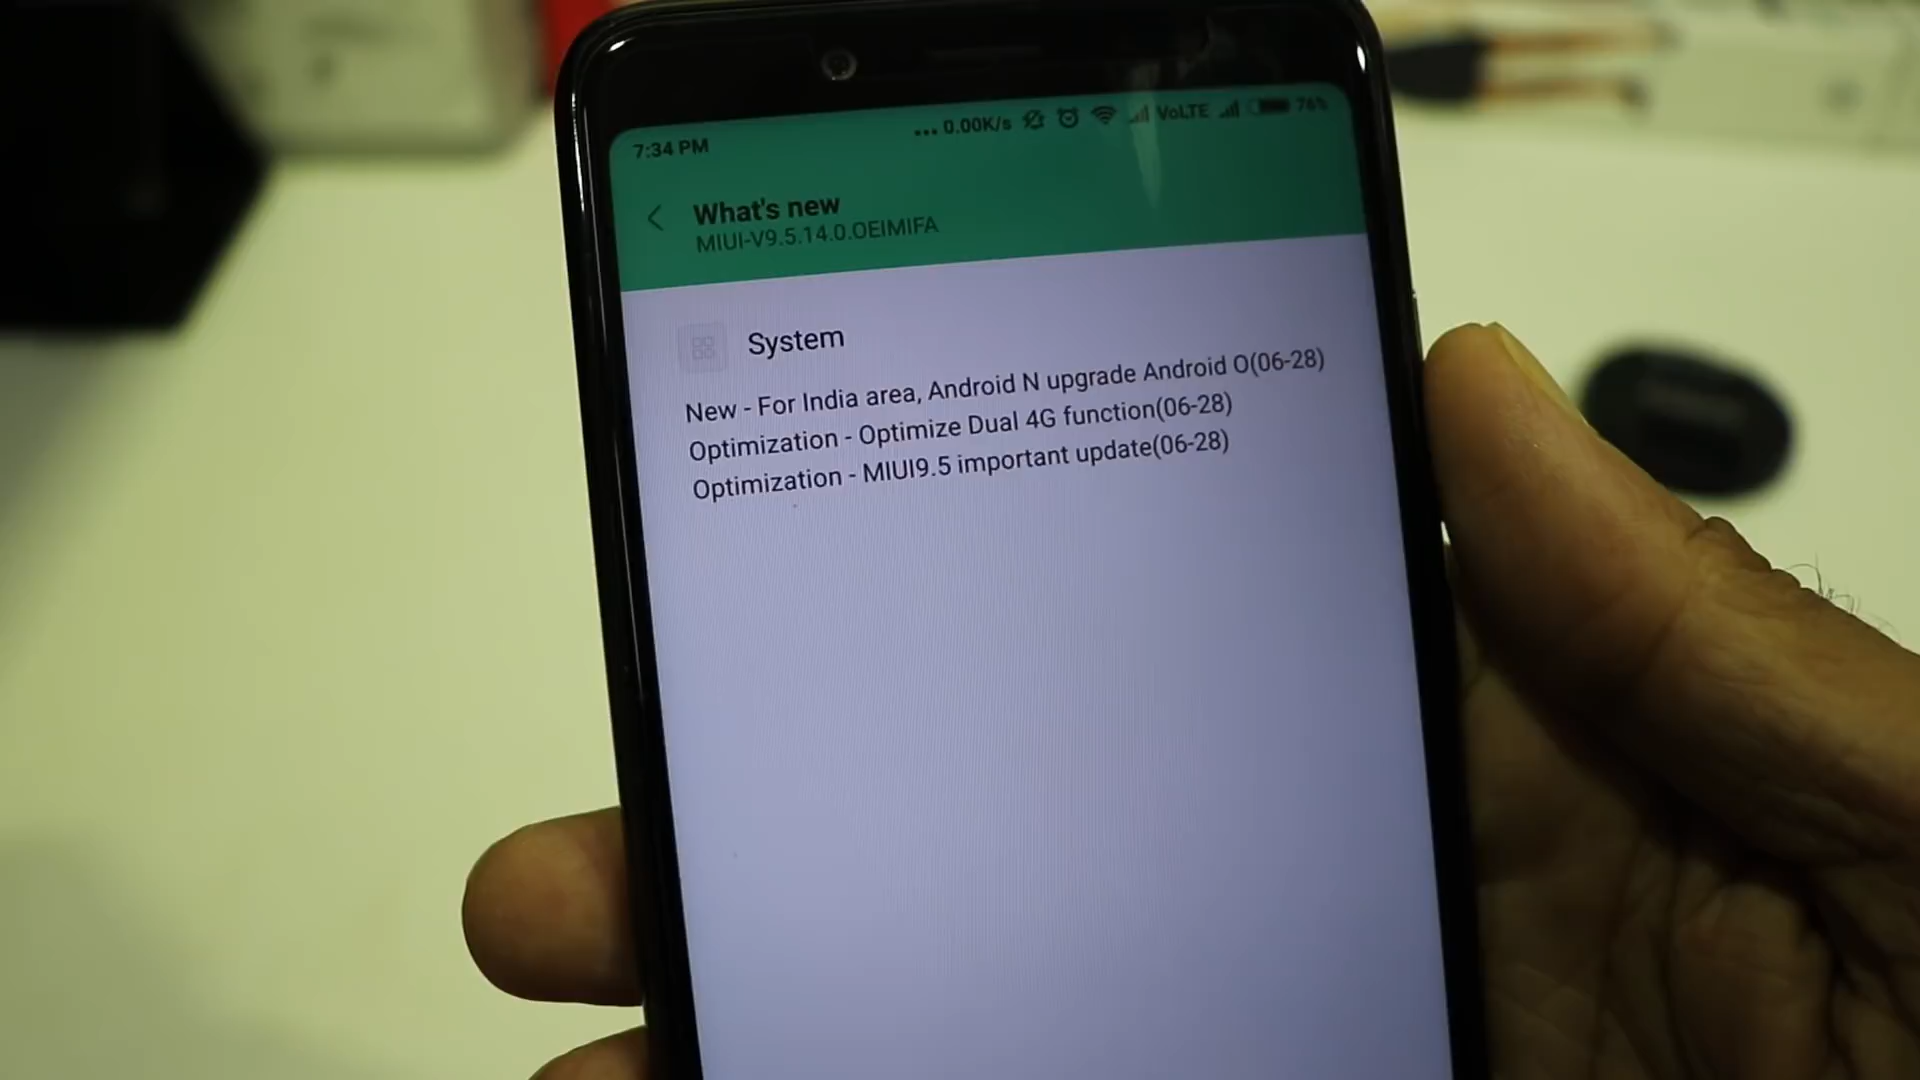 7:34 PM
... 0.00K/s VoLTE 76%
What's new
MIUI-V9.5.14.0.OEIMIFA
System
New - For India area, Android N upgrade Android O(06-28)
Optimization - Optimize Dual 4G function(06-28)
Optimization - MIUI9.5 important update(06-28)